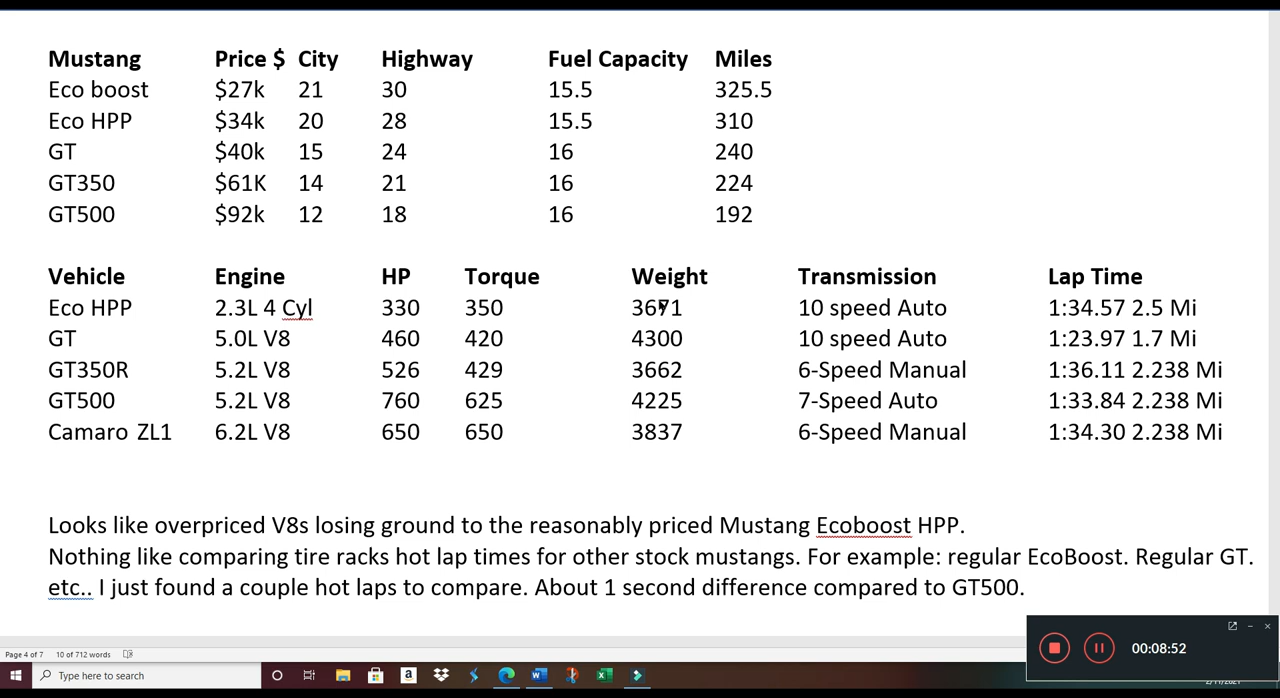 Mustang Price $ City Highway Fuel Capacity Miles
Eco boost $27k 21 30 15.5 325.5
Eco HPP $34k 20 28 15.5 310
GT $40k 15 24 16 240
GT350 $61K 14 21 16 224
GT500 $92k 12 18 16 192
Vehicle Engine HP Torque Weight Transmission Lap Time
Eco HPP 2.3L 4 Cyl 330 350 3671 10 speed Auto 1:34.57 2.5 Mi
GT 5.0L V8 460 420 4300 10 speed Auto 1:23.97 1.7 Mi
GT350R 5.2L V8 526 429 3662 6-Speed Manual 1:36.11 2.238 Mi
GT500 5.2L V8 760 625 4225 7-Speed Auto 1:33.84 2.238 Mi
Camaro ZL1 6.2L V8 650 650 3837 6-Speed Manual 1:34.30 2.238 Mi
Looks like overpriced V8s losing ground to the reasonably priced Mustang Ecoboost HPP.
Nothing like comparing tire racks hot lap times for other stock mustangs. For example: regular EcoBoost. Regular GT.
etc.. I just found a couple hot laps to compare. About 1 second difference compared to GT500.
00:08:52
Page 4 of 7 10 of 712 words
Type here to search